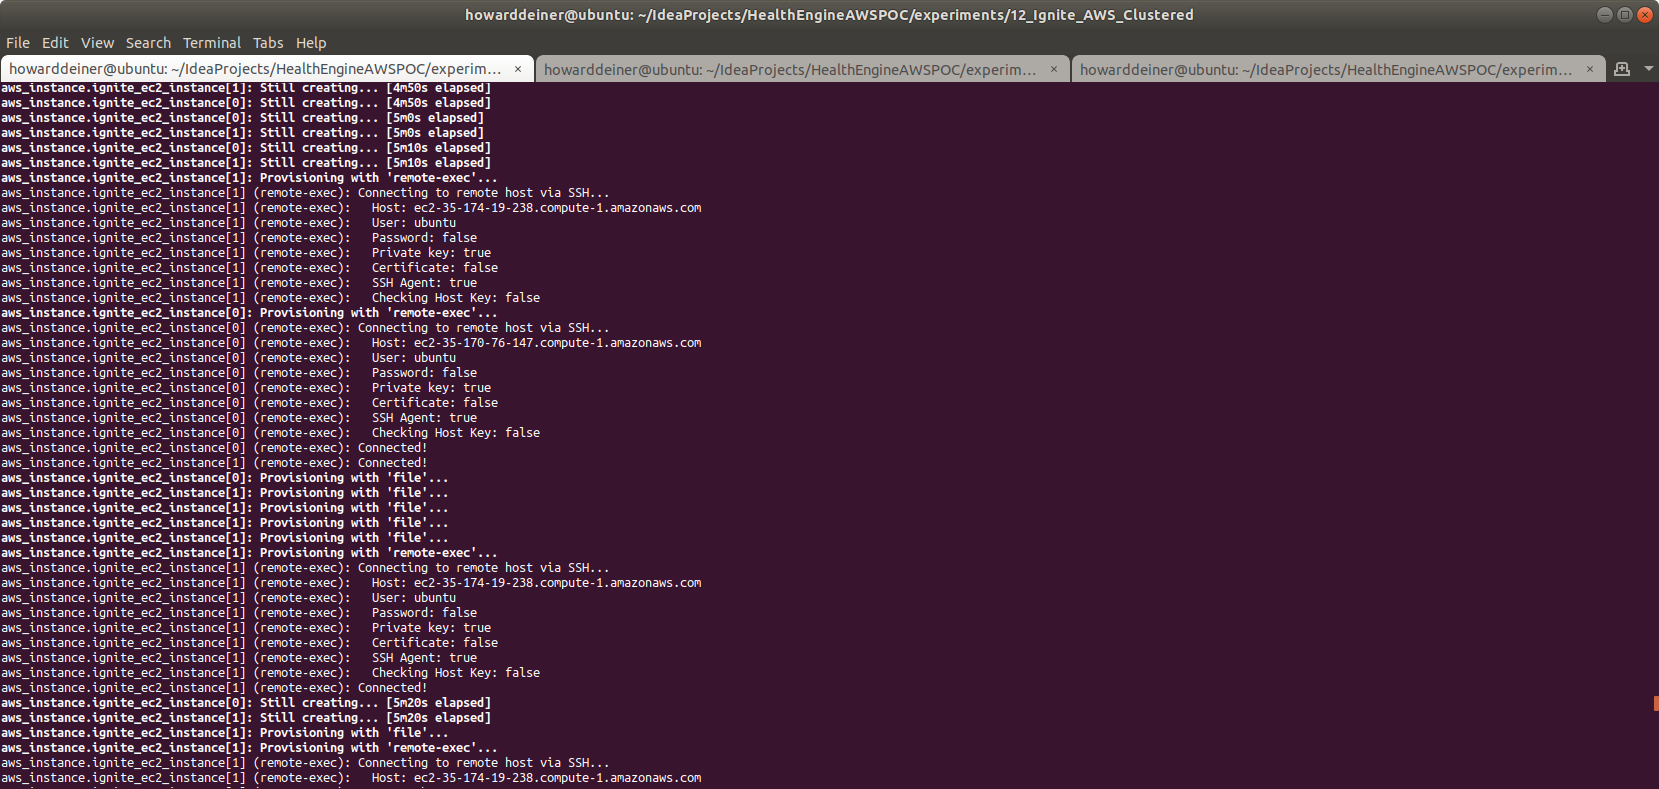 howarddeiner@ubuntu: ~/IdeaProjects/HealthEngineAWSPOC/experiments/12_Ignite_AWS_Clustered
File Edit View Search Terminal Tabs Help
howarddeiner@ubuntu: ~/IdeaProjects/HealthEngineAWSPOC/experim... × howarddeiner@ubuntu: ~/IdeaProjects/HealthEngineAWSPOC/experim... × howarddeiner@ubuntu: ~/IdeaProjects/HealthEngineAWSPOC/experim... ×
aws_instance.ignite_ec2_instance[1]: Still creating... [4m50s elapsed]
aws_instance.ignite_ec2_instance[0]: Still creating... [4m50s elapsed]
aws_instance.ignite_ec2_instance[0]: Still creating... [5m0s elapsed]
aws_instance.ignite_ec2_instance[1]: Still creating... [5m0s elapsed]
aws_instance.ignite_ec2_instance[0]: Still creating... [5m10s elapsed]
aws_instance.ignite_ec2_instance[1]: Still creating... [5m10s elapsed]
aws_instance.ignite_ec2_instance[1]: Provisioning with 'remote-exec'...
aws_instance.ignite_ec2_instance[1] (remote-exec): Connecting to remote host via SSH...
aws_instance.ignite_ec2_instance[1] (remote-exec):   Host: ec2-35-174-19-238.compute-1.amazonaws.com
aws_instance.ignite_ec2_instance[1] (remote-exec):   User: ubuntu
aws_instance.ignite_ec2_instance[1] (remote-exec):   Password: false
aws_instance.ignite_ec2_instance[1] (remote-exec):   Private key: true
aws_instance.ignite_ec2_instance[1] (remote-exec):   Certificate: false
aws_instance.ignite_ec2_instance[1] (remote-exec):   SSH Agent: true
aws_instance.ignite_ec2_instance[1] (remote-exec):   Checking Host Key: false
aws_instance.ignite_ec2_instance[0]: Provisioning with 'remote-exec'...
aws_instance.ignite_ec2_instance[0] (remote-exec): Connecting to remote host via SSH...
aws_instance.ignite_ec2_instance[0] (remote-exec):   Host: ec2-35-170-76-147.compute-1.amazonaws.com
aws_instance.ignite_ec2_instance[0] (remote-exec):   User: ubuntu
aws_instance.ignite_ec2_instance[0] (remote-exec):   Password: false
aws_instance.ignite_ec2_instance[0] (remote-exec):   Private key: true
aws_instance.ignite_ec2_instance[0] (remote-exec):   Certificate: false
aws_instance.ignite_ec2_instance[0] (remote-exec):   SSH Agent: true
aws_instance.ignite_ec2_instance[0] (remote-exec):   Checking Host Key: false
aws_instance.ignite_ec2_instance[0] (remote-exec): Connected!
aws_instance.ignite_ec2_instance[1] (remote-exec): Connected!
aws_instance.ignite_ec2_instance[0]: Provisioning with 'file'...
aws_instance.ignite_ec2_instance[1]: Provisioning with 'file'...
aws_instance.ignite_ec2_instance[1]: Provisioning with 'file'...
aws_instance.ignite_ec2_instance[1]: Provisioning with 'file'...
aws_instance.ignite_ec2_instance[1]: Provisioning with 'file'...
aws_instance.ignite_ec2_instance[1]: Provisioning with 'remote-exec'...
aws_instance.ignite_ec2_instance[1] (remote-exec): Connecting to remote host via SSH...
aws_instance.ignite_ec2_instance[1] (remote-exec):   Host: ec2-35-174-19-238.compute-1.amazonaws.com
aws_instance.ignite_ec2_instance[1] (remote-exec):   User: ubuntu
aws_instance.ignite_ec2_instance[1] (remote-exec):   Password: false
aws_instance.ignite_ec2_instance[1] (remote-exec):   Private key: true
aws_instance.ignite_ec2_instance[1] (remote-exec):   Certificate: false
aws_instance.ignite_ec2_instance[1] (remote-exec):   SSH Agent: true
aws_instance.ignite_ec2_instance[1] (remote-exec):   Checking Host Key: false
aws_instance.ignite_ec2_instance[1] (remote-exec): Connected!
aws_instance.ignite_ec2_instance[0]: Still creating... [5m20s elapsed]
aws_instance.ignite_ec2_instance[1]: Still creating... [5m20s elapsed]
aws_instance.ignite_ec2_instance[1]: Provisioning with 'file'...
aws_instance.ignite_ec2_instance[1]: Provisioning with 'remote-exec'...
aws_instance.ignite_ec2_instance[1] (remote-exec): Connecting to remote host via SSH...
aws_instance.ignite_ec2_instance[1] (remote-exec):   Host: ec2-35-174-19-238.compute-1.amazonaws.com